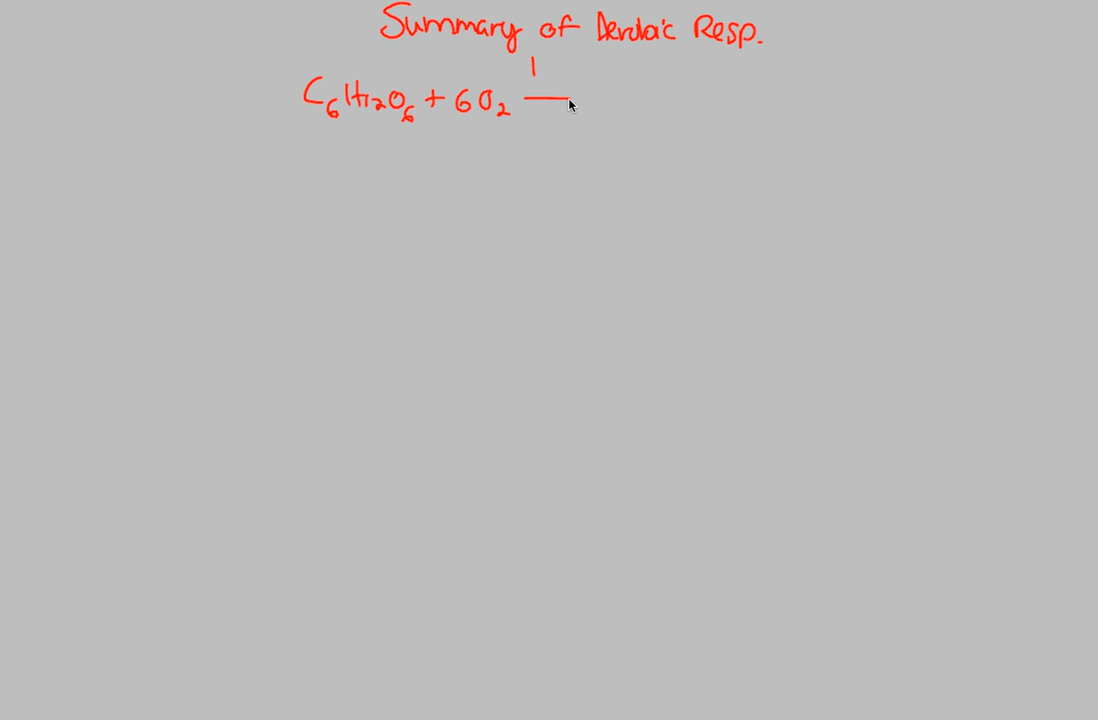 Summary of Aerobic Resp.
C₆H₁₂O₆ + 6O₂ —